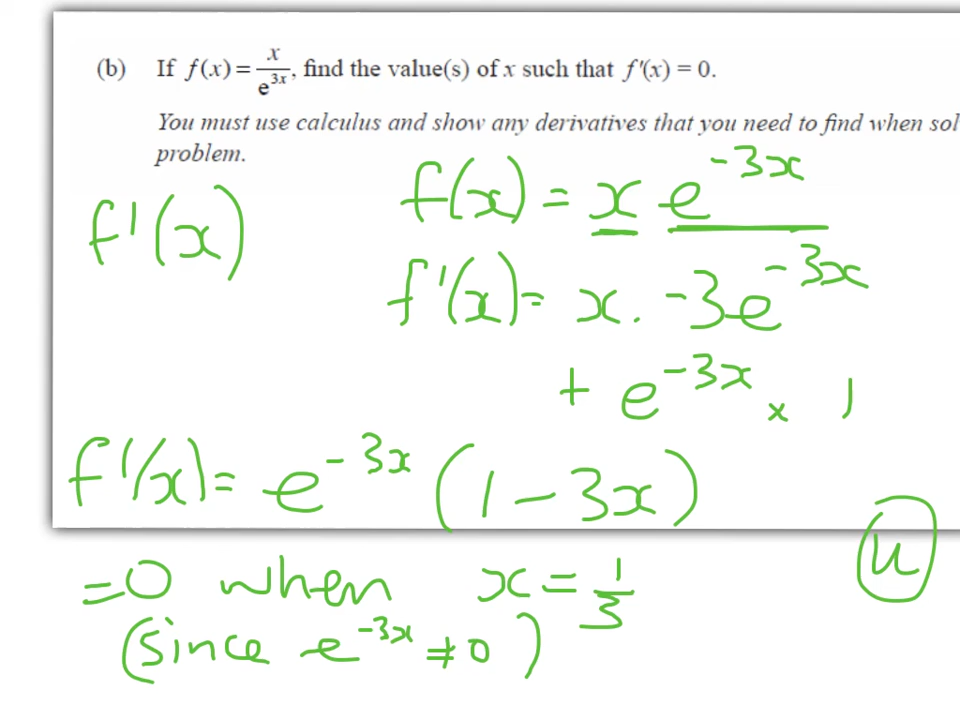 (b) If f(x) = x/e^3x, find the value(s) of x such that f'(x) = 0.
You must use calculus and show any derivatives that you need to find when sol
problem.
f'(x)
f(x) = x e^-3x
f'(x) = x . -3e^-3x
+ e^-3x × 1
f'(x) = e^-3x (1 - 3x)
=0 when x = 1/3
(since e^-3x ≠ 0)
u